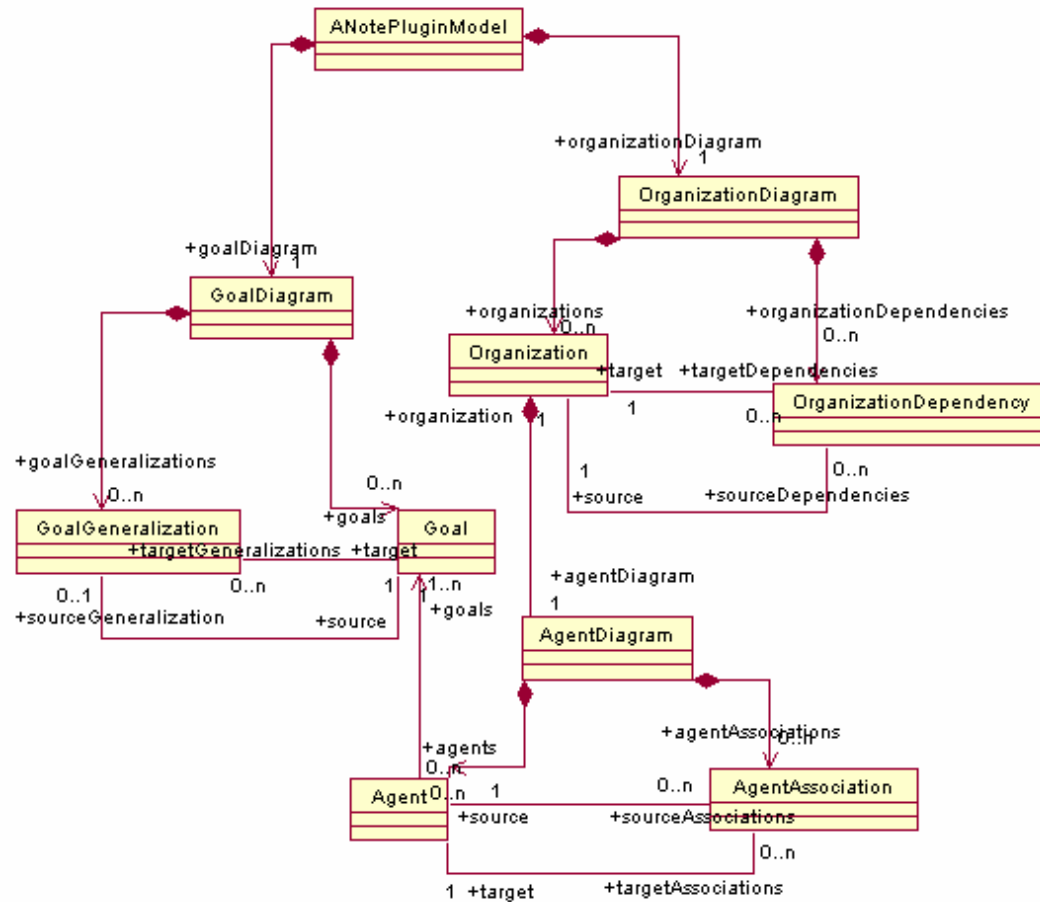 ANotePluginModel
+organizationDiagram
1
OrganizationDiagram
+goalDiagram
1
GoalDiagram
+organizations
0..n
+organizationDependencies
0..n
Organization
+target
+targetDependencies
1
0..n
OrganizationDependency
+organization
1
+goalGeneralizations
0..n
0..n
+goals
1
+source
0..n
+sourceDependencies
GoalGeneralization
Goal
+targetGeneralizations
+target
0..n
1
0..1
+sourceGeneralization
+source
1..n
1
+goals
+agentDiagram
1
AgentDiagram
+agents
0..n
+agentAssociations
0..n
Agent
0..n
1
+source
0..n
+sourceAssociations
AgentAssociation
1
+target
0..n
+targetAssociations